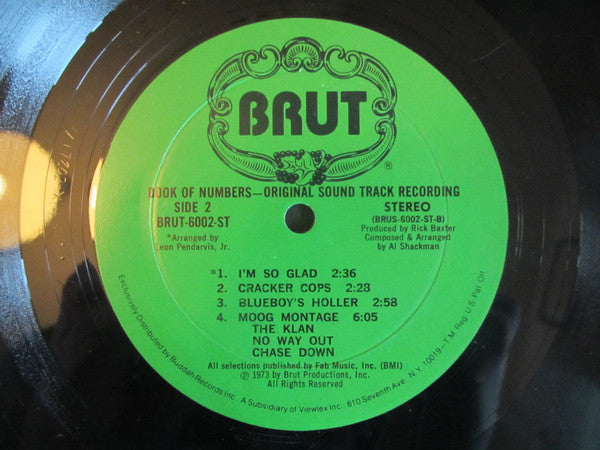 BRUT
®
BOOK OF NUMBERS—ORIGINAL SOUND TRACK RECORDING
SIDE 2
BRUT-6002-ST
*Arranged by
Leon Pendarvis, Jr.
STEREO
(BRUS-6002-ST-B)
Produced by Rick Baxter
Composed & Arranged
by Al Shackman
*1. I'M SO GLAD 2:36
2. CRACKER COPS 2:23
3. BLUEBOY'S HOLLER 2:58
4. MOOG MONTAGE 6:05
THE KLAN
NO WAY OUT
CHASE DOWN
All selections published by Fab Music, Inc. (BMI)
℗ 1973 by Brut Productions, Inc.
All Rights Reserved
Exclusively Distributed by Buddah Records Inc. A Subsidiary of Viewlex Inc. 810 Seventh Ave. N.Y. 10019—T.M. Reg. U.S. Pat. Off.